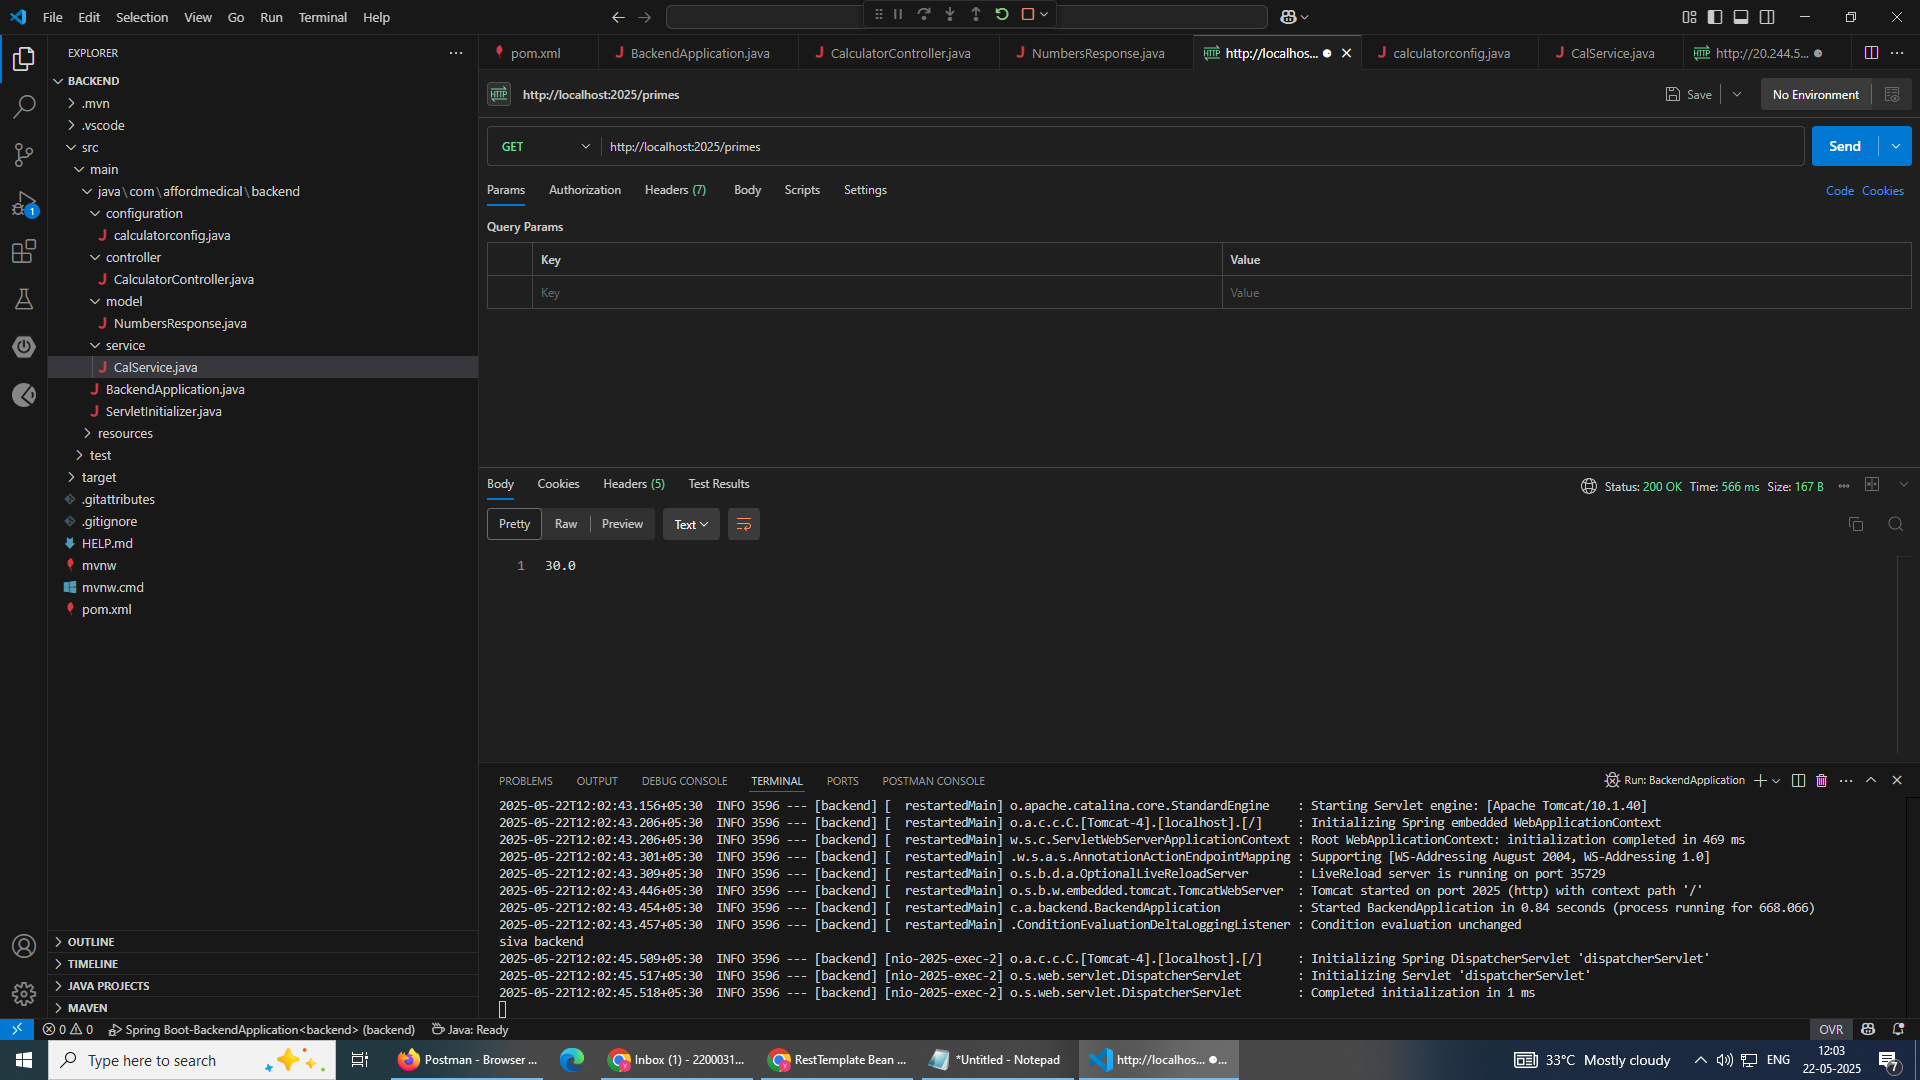 File Edit Selection View Go Run Terminal Help
EXPLORER
BACKEND
.mvn
.vscode
src
main
java\com\affordmedical\backend
configuration
calculatorconfig.java
controller
CalculatorController.java
model
NumbersResponse.java
service
CalService.java
BackendApplication.java
ServletInitializer.java
resources
test
target
.gitattributes
.gitignore
HELP.md
mvnw
mvnw.cmd
pom.xml
OUTLINE
TIMELINE
JAVA PROJECTS
MAVEN
1
pom.xml BackendApplication.java CalculatorController.java NumbersResponse.java http://localhos... calculatorconfig.java CalService.java http://20.244.5...
HTTP http://localhost:2025/primes Save No Environment
GET http://localhost:2025/primes Send
Params Authorization Headers (7) Body Scripts Settings Code Cookies
Query Params
Key Value
Key Value
Body Cookies Headers (5) Test Results Status: 200 OK Time: 566 ms Size: 167 B
Pretty Raw Preview Text
1 30.0
PROBLEMS OUTPUT DEBUG CONSOLE TERMINAL PORTS POSTMAN CONSOLE Run: BackendApplication
2025-05-22T12:02:43.156+05:30 INFO 3596 --- [backend] [ restartedMain] o.apache.catalina.core.StandardEngine : Starting Servlet engine: [Apache Tomcat/10.1.40]
2025-05-22T12:02:43.206+05:30 INFO 3596 --- [backend] [ restartedMain] o.a.c.c.C.[Tomcat-4].[localhost].[/] : Initializing Spring embedded WebApplicationContext
2025-05-22T12:02:43.206+05:30 INFO 3596 --- [backend] [ restartedMain] w.s.c.ServletWebServerApplicationContext : Root WebApplicationContext: initialization completed in 469 ms
2025-05-22T12:02:43.301+05:30 INFO 3596 --- [backend] [ restartedMain] .w.s.a.s.AnnotationActionEndpointMapping : Supporting [WS-Addressing August 2004, WS-Addressing 1.0]
2025-05-22T12:02:43.309+05:30 INFO 3596 --- [backend] [ restartedMain] o.s.b.d.a.OptionalLiveReloadServer : LiveReload server is running on port 35729
2025-05-22T12:02:43.446+05:30 INFO 3596 --- [backend] [ restartedMain] o.s.b.w.embedded.tomcat.TomcatWebServer : Tomcat started on port 2025 (http) with context path '/'
2025-05-22T12:02:43.454+05:30 INFO 3596 --- [backend] [ restartedMain] c.a.backend.BackendApplication : Started BackendApplication in 0.84 seconds (process running for 668.066)
2025-05-22T12:02:43.457+05:30 INFO 3596 --- [backend] [ restartedMain] .ConditionEvaluationDeltaLoggingListener : Condition evaluation unchanged
siva backend
2025-05-22T12:02:45.509+05:30 INFO 3596 --- [backend] [nio-2025-exec-2] o.a.c.c.C.[Tomcat-4].[localhost].[/] : Initializing Spring DispatcherServlet 'dispatcherServlet'
2025-05-22T12:02:45.517+05:30 INFO 3596 --- [backend] [nio-2025-exec-2] o.s.web.servlet.DispatcherServlet : Initializing Servlet 'dispatcherServlet'
2025-05-22T12:02:45.518+05:30 INFO 3596 --- [backend] [nio-2025-exec-2] o.s.web.servlet.DispatcherServlet : Completed initialization in 1 ms
0 0 Spring Boot-BackendApplication<backend> (backend) Java: Ready OVR
Type here to search Postman - Browser ... Inbox (1) - 2200031... RestTemplate Bean ... *Untitled - Notepad http://localhos... ●... 33°C Mostly cloudy ENG 12:03
22-05-2025 7